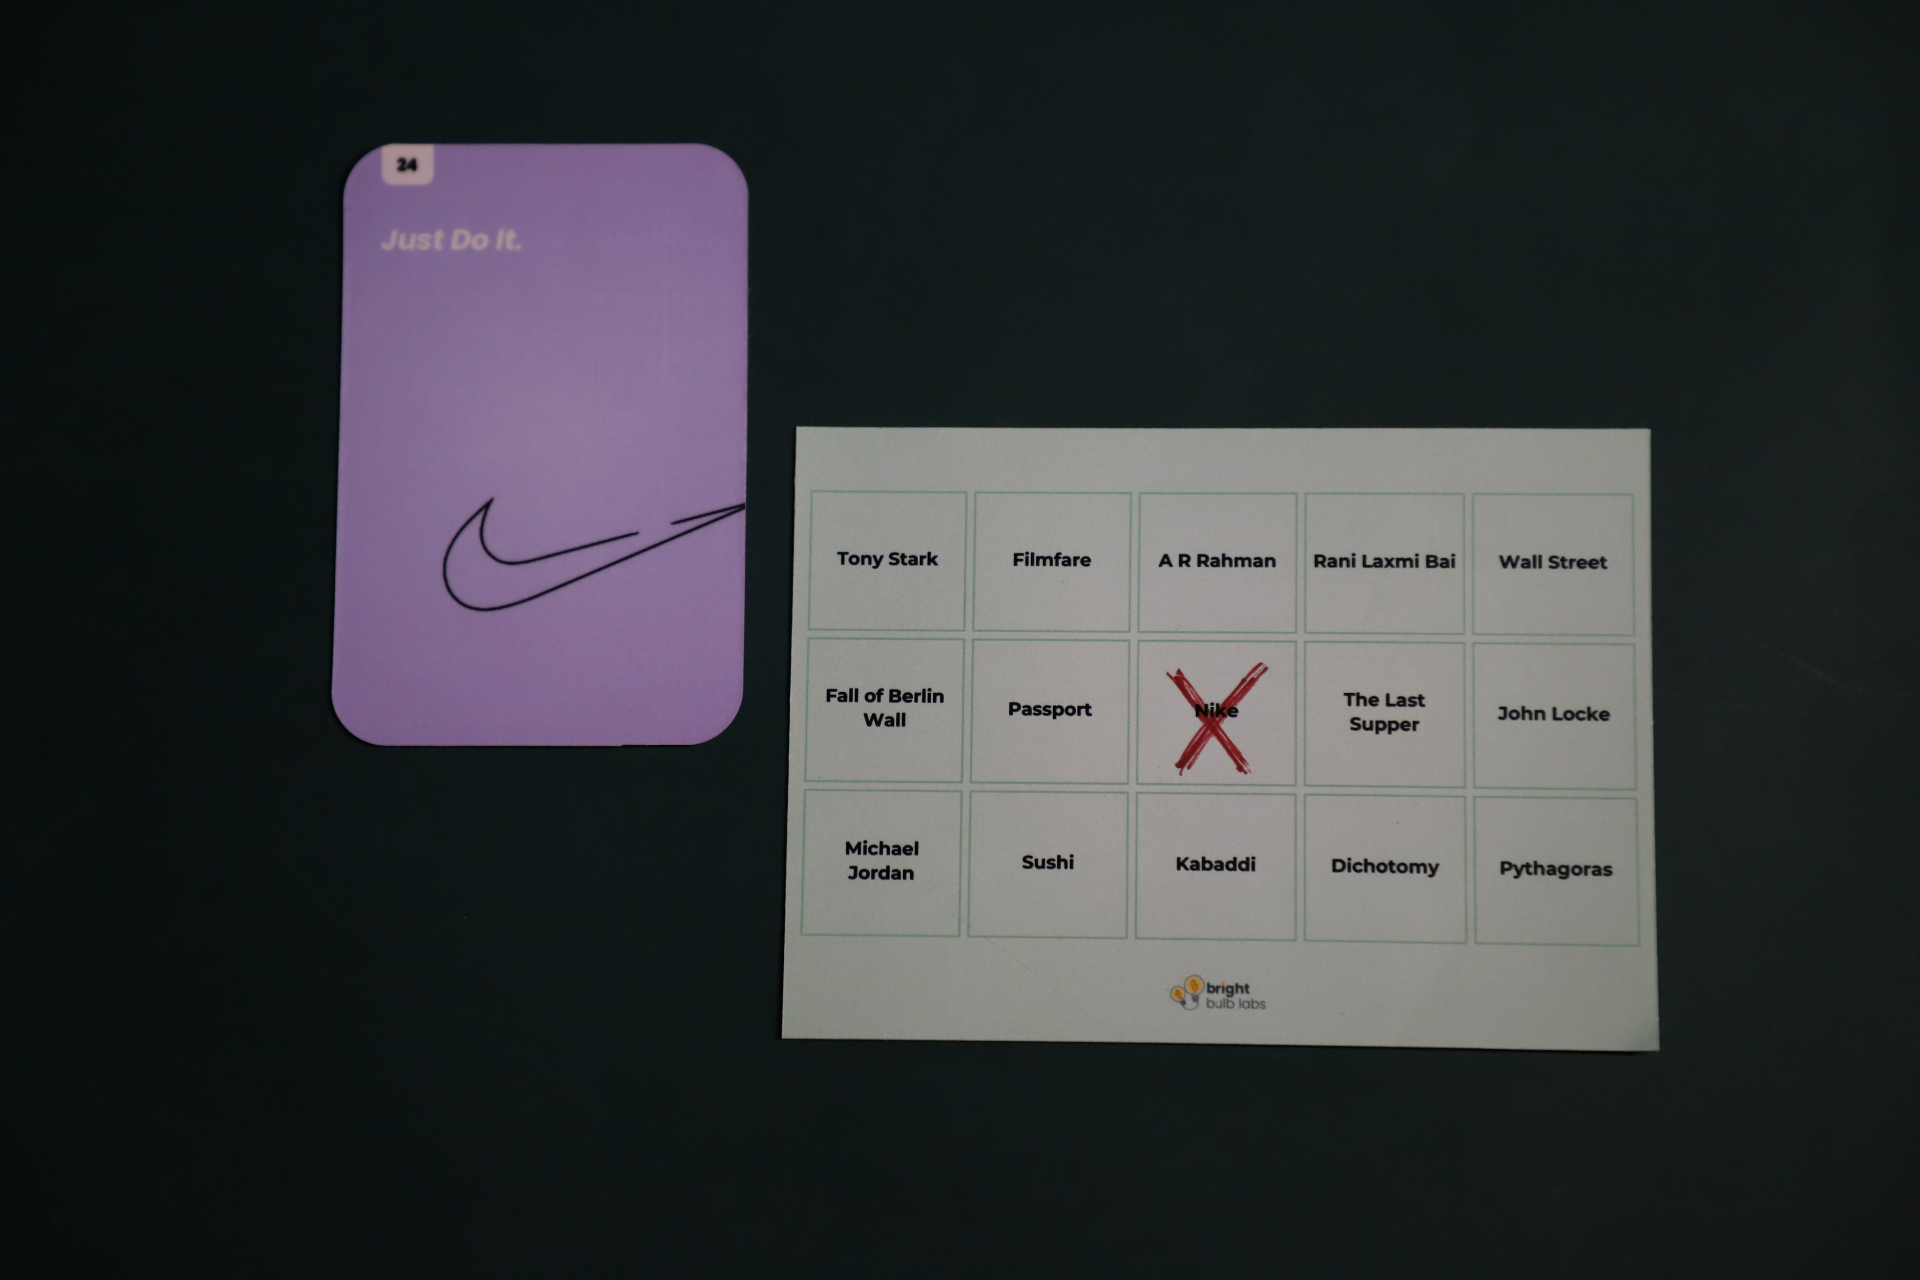 24
Just Do It.
Tony Stark
Filmfare
A R Rahman
Rani Laxmi Bai
Wall Street
Fall of Berlin
Wall
Passport
Nike
The Last
Supper
John Locke
Michael
Jordan
Sushi
Kabaddi
Dichotomy
Pythagoras
bright
bulb labs